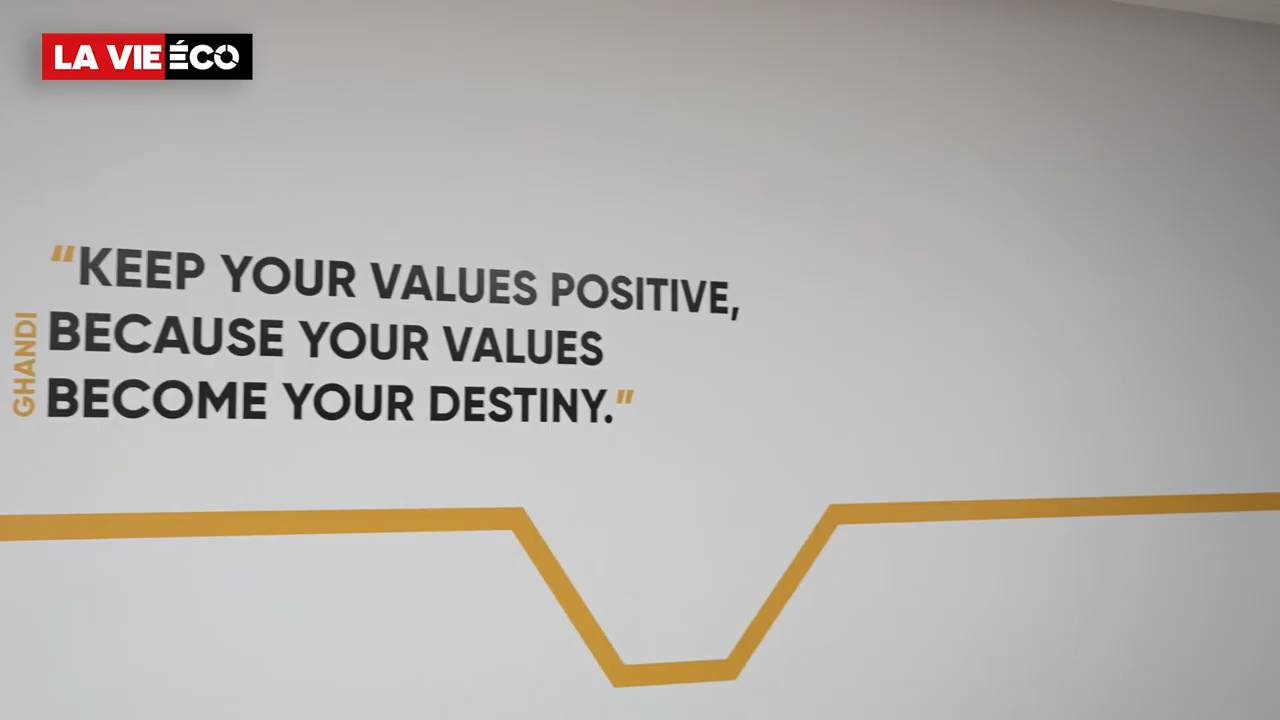 LA VIE ÉCO
“KEEP YOUR VALUES POSITIVE,
BECAUSE YOUR VALUES
BECOME YOUR DESTINY.”
GHANDI